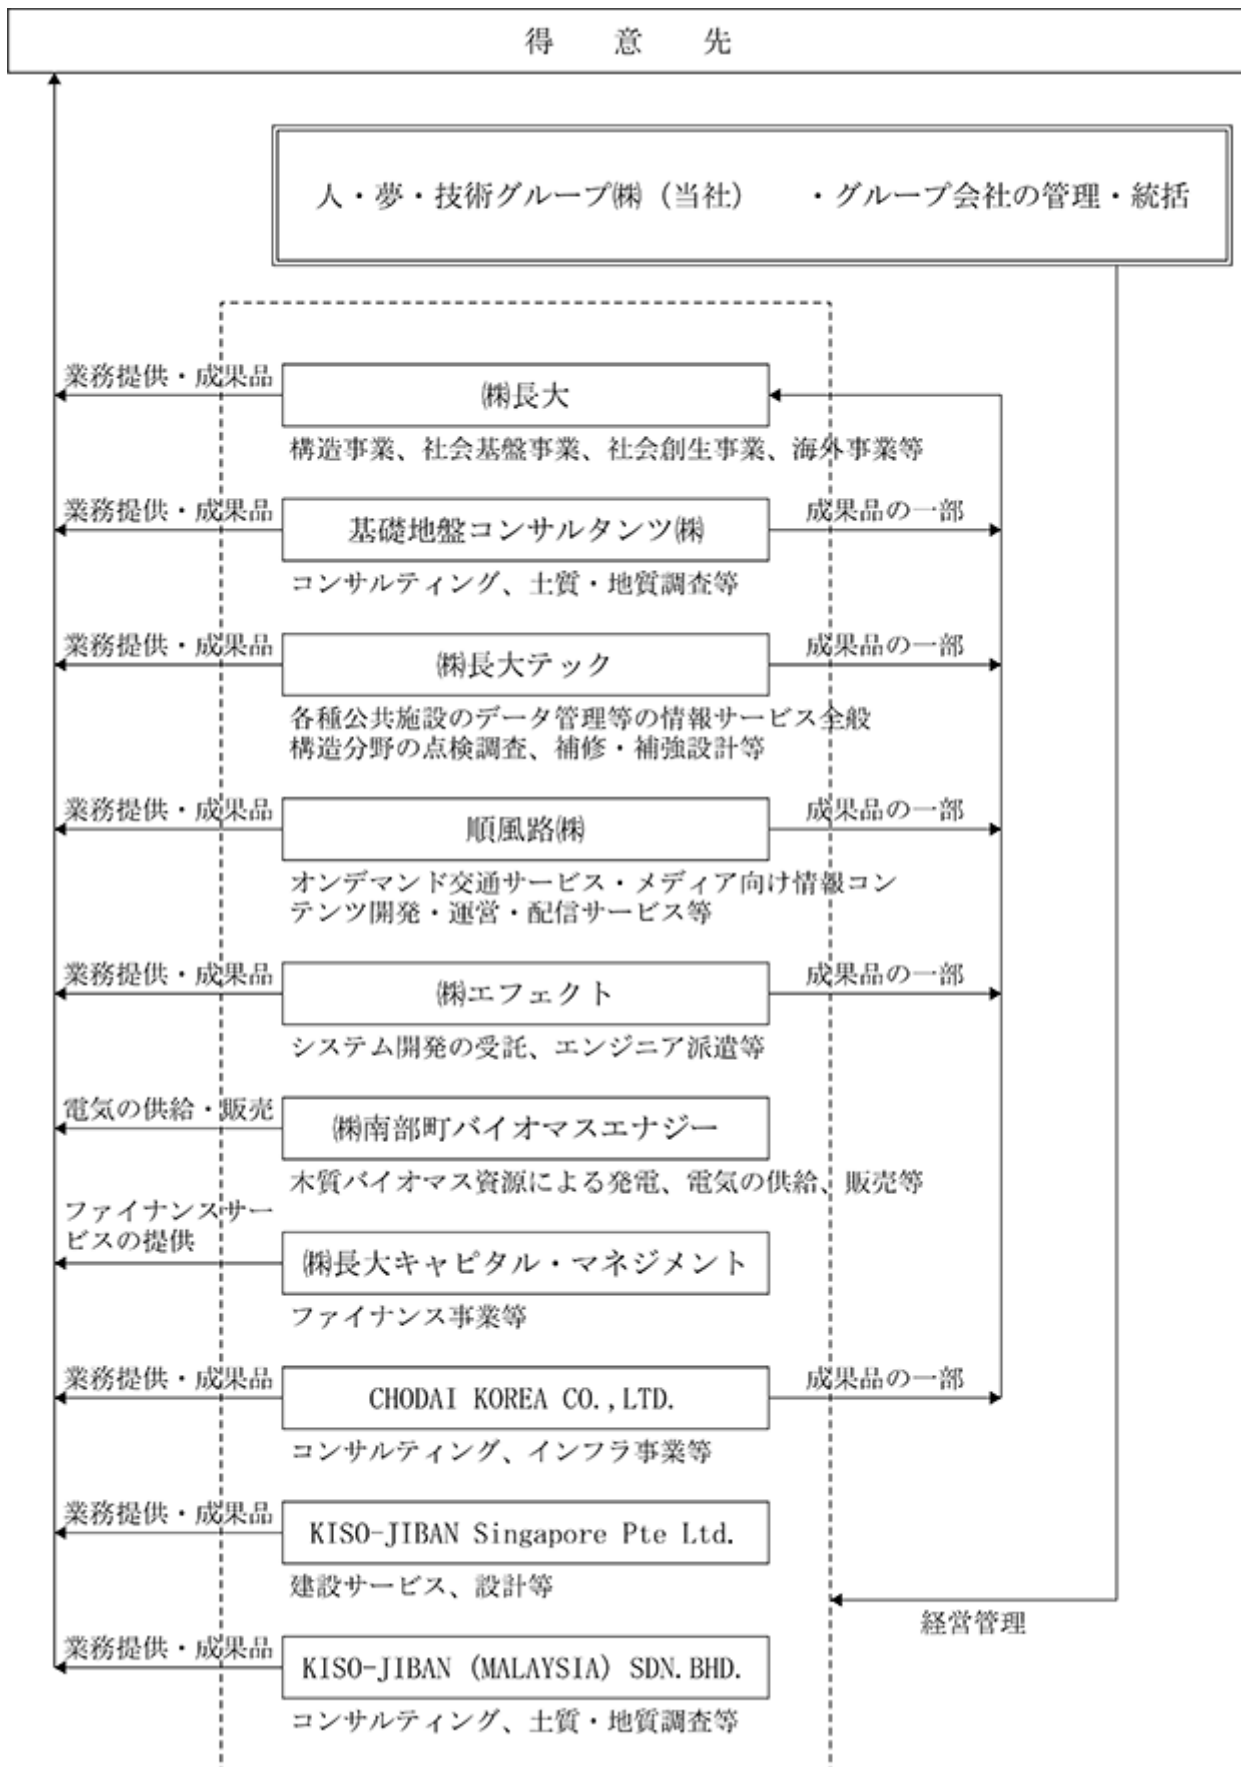 得意先
人・夢・技術グループ㈱（当社）　・グループ会社の管理・統括
業務提供・成果品
㈱長大
構造事業、社会基盤事業、社会創生事業、海外事業等
業務提供・成果品
基礎地盤コンサルタンツ㈱
成果品の一部
コンサルティング、土質・地質調査等
業務提供・成果品
㈱長大テック
成果品の一部
各種公共施設のデータ管理等の情報サービス全般
構造分野の点検調査、補修・補強設計等
業務提供・成果品
順風路㈱
成果品の一部
オンデマンド交通サービス・メディア向け情報コン
テンツ開発・運営・配信サービス等
業務提供・成果品
㈱エフェクト
成果品の一部
システム開発の受託、エンジニア派遣等
電気の供給・販売
㈱南部町バイオマスエナジー
木質バイオマス資源による発電、電気の供給、販売等
ファイナンスサー
ビスの提供
㈱長大キャピタル・マネジメント
ファイナンス事業等
業務提供・成果品
CHODAI KOREA CO.,LTD.
成果品の一部
コンサルティング、インフラ事業等
業務提供・成果品
KISO-JIBAN Singapore Pte Ltd.
建設サービス、設計等
経営管理
業務提供・成果品
KISO-JIBAN (MALAYSIA) SDN.BHD.
コンサルティング、土質・地質調査等